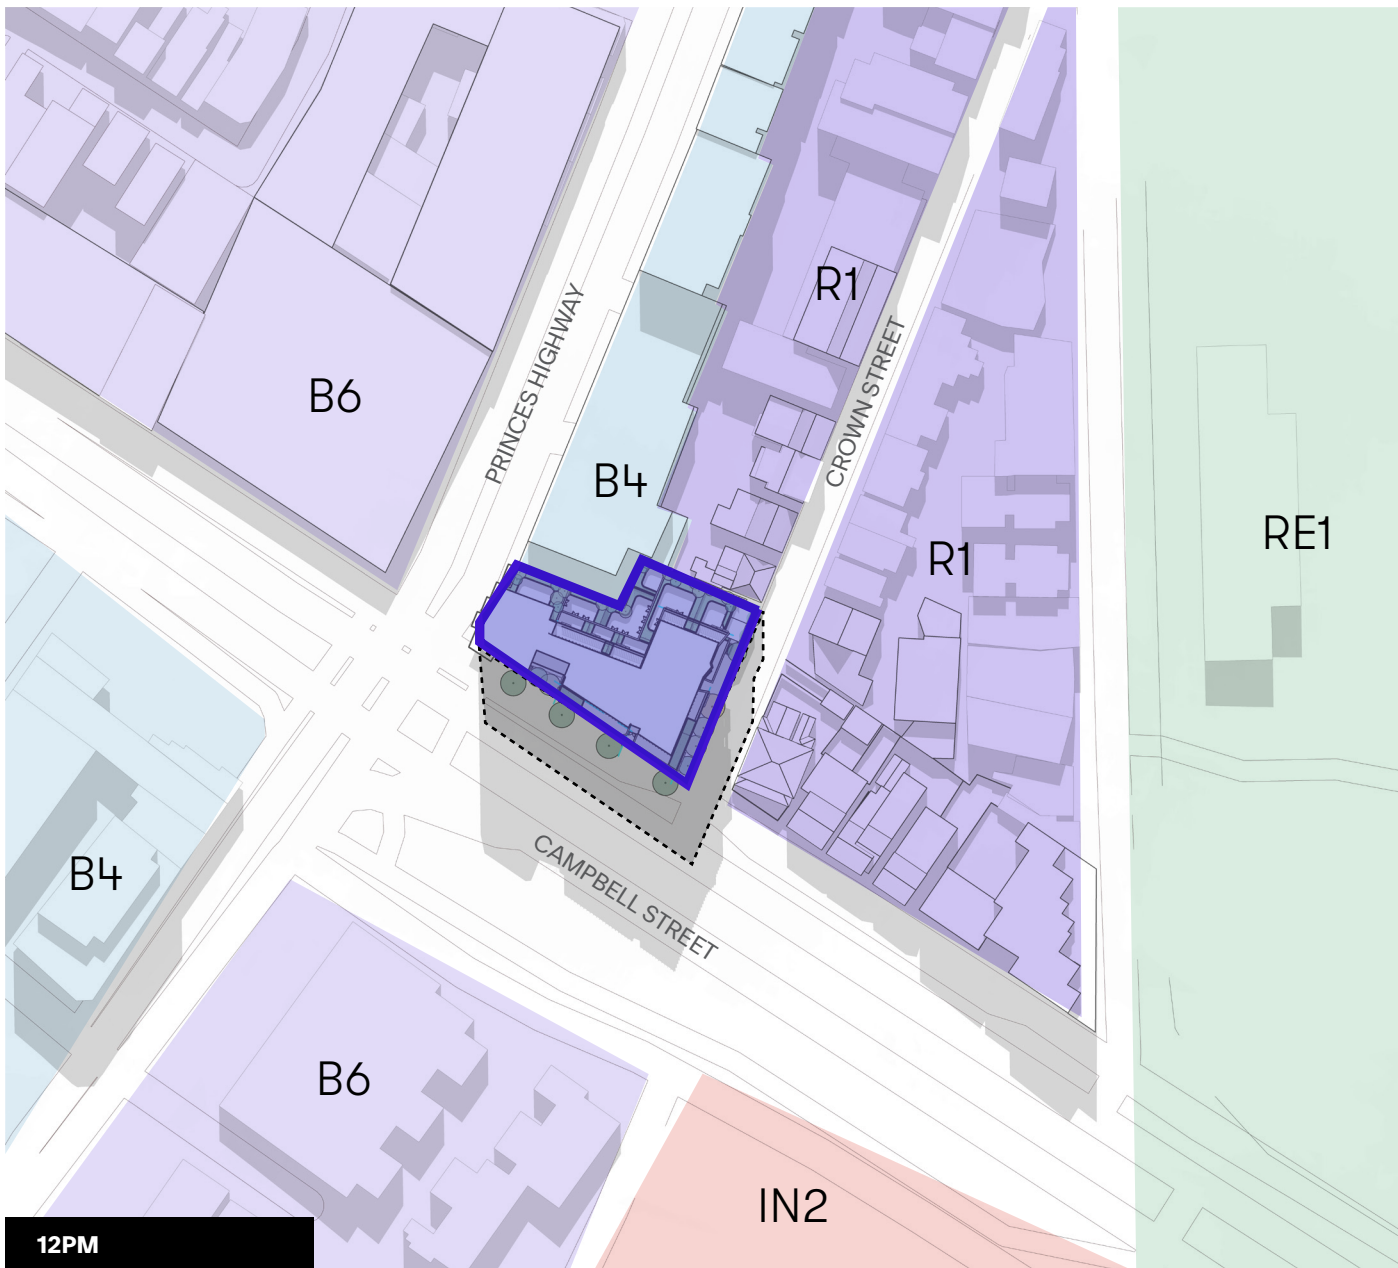 R1
PRINCES HIGHWAY
CROWN STREET
B6
B4
RE1
R1
B4
CAMPBELL STREET
B6
IN2
12PM